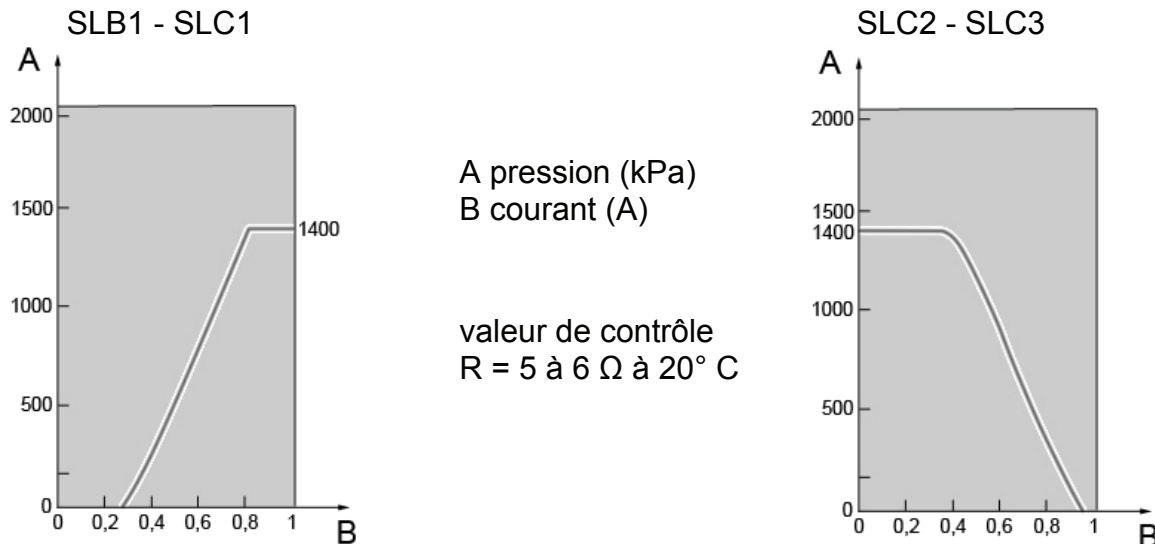 SLB1 - SLC1
A
2000
1500
1400
1000
500
0
0 0,2 0,4 0,6 0,8 1
B
A pression (kPa)
B courant (A)
valeur de contrôle
R = 5 à 6 Ω à 20° C
SLC2 - SLC3
A
2000
1500
1400
1000
500
0
0 0,2 0,4 0,6 0,8 1
B